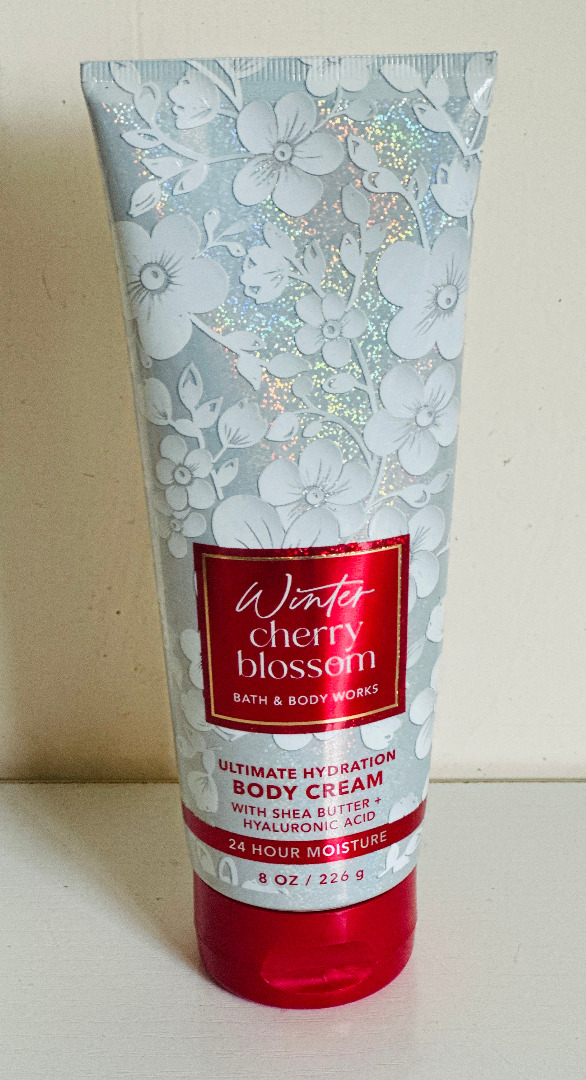 Winter
cherry
blossom
BATH & BODY WORKS
ULTIMATE HYDRATION
BODY CREAM
WITH SHEA BUTTER +
HYALURONIC ACID
24 HOUR MOISTURE
8 OZ / 226 g